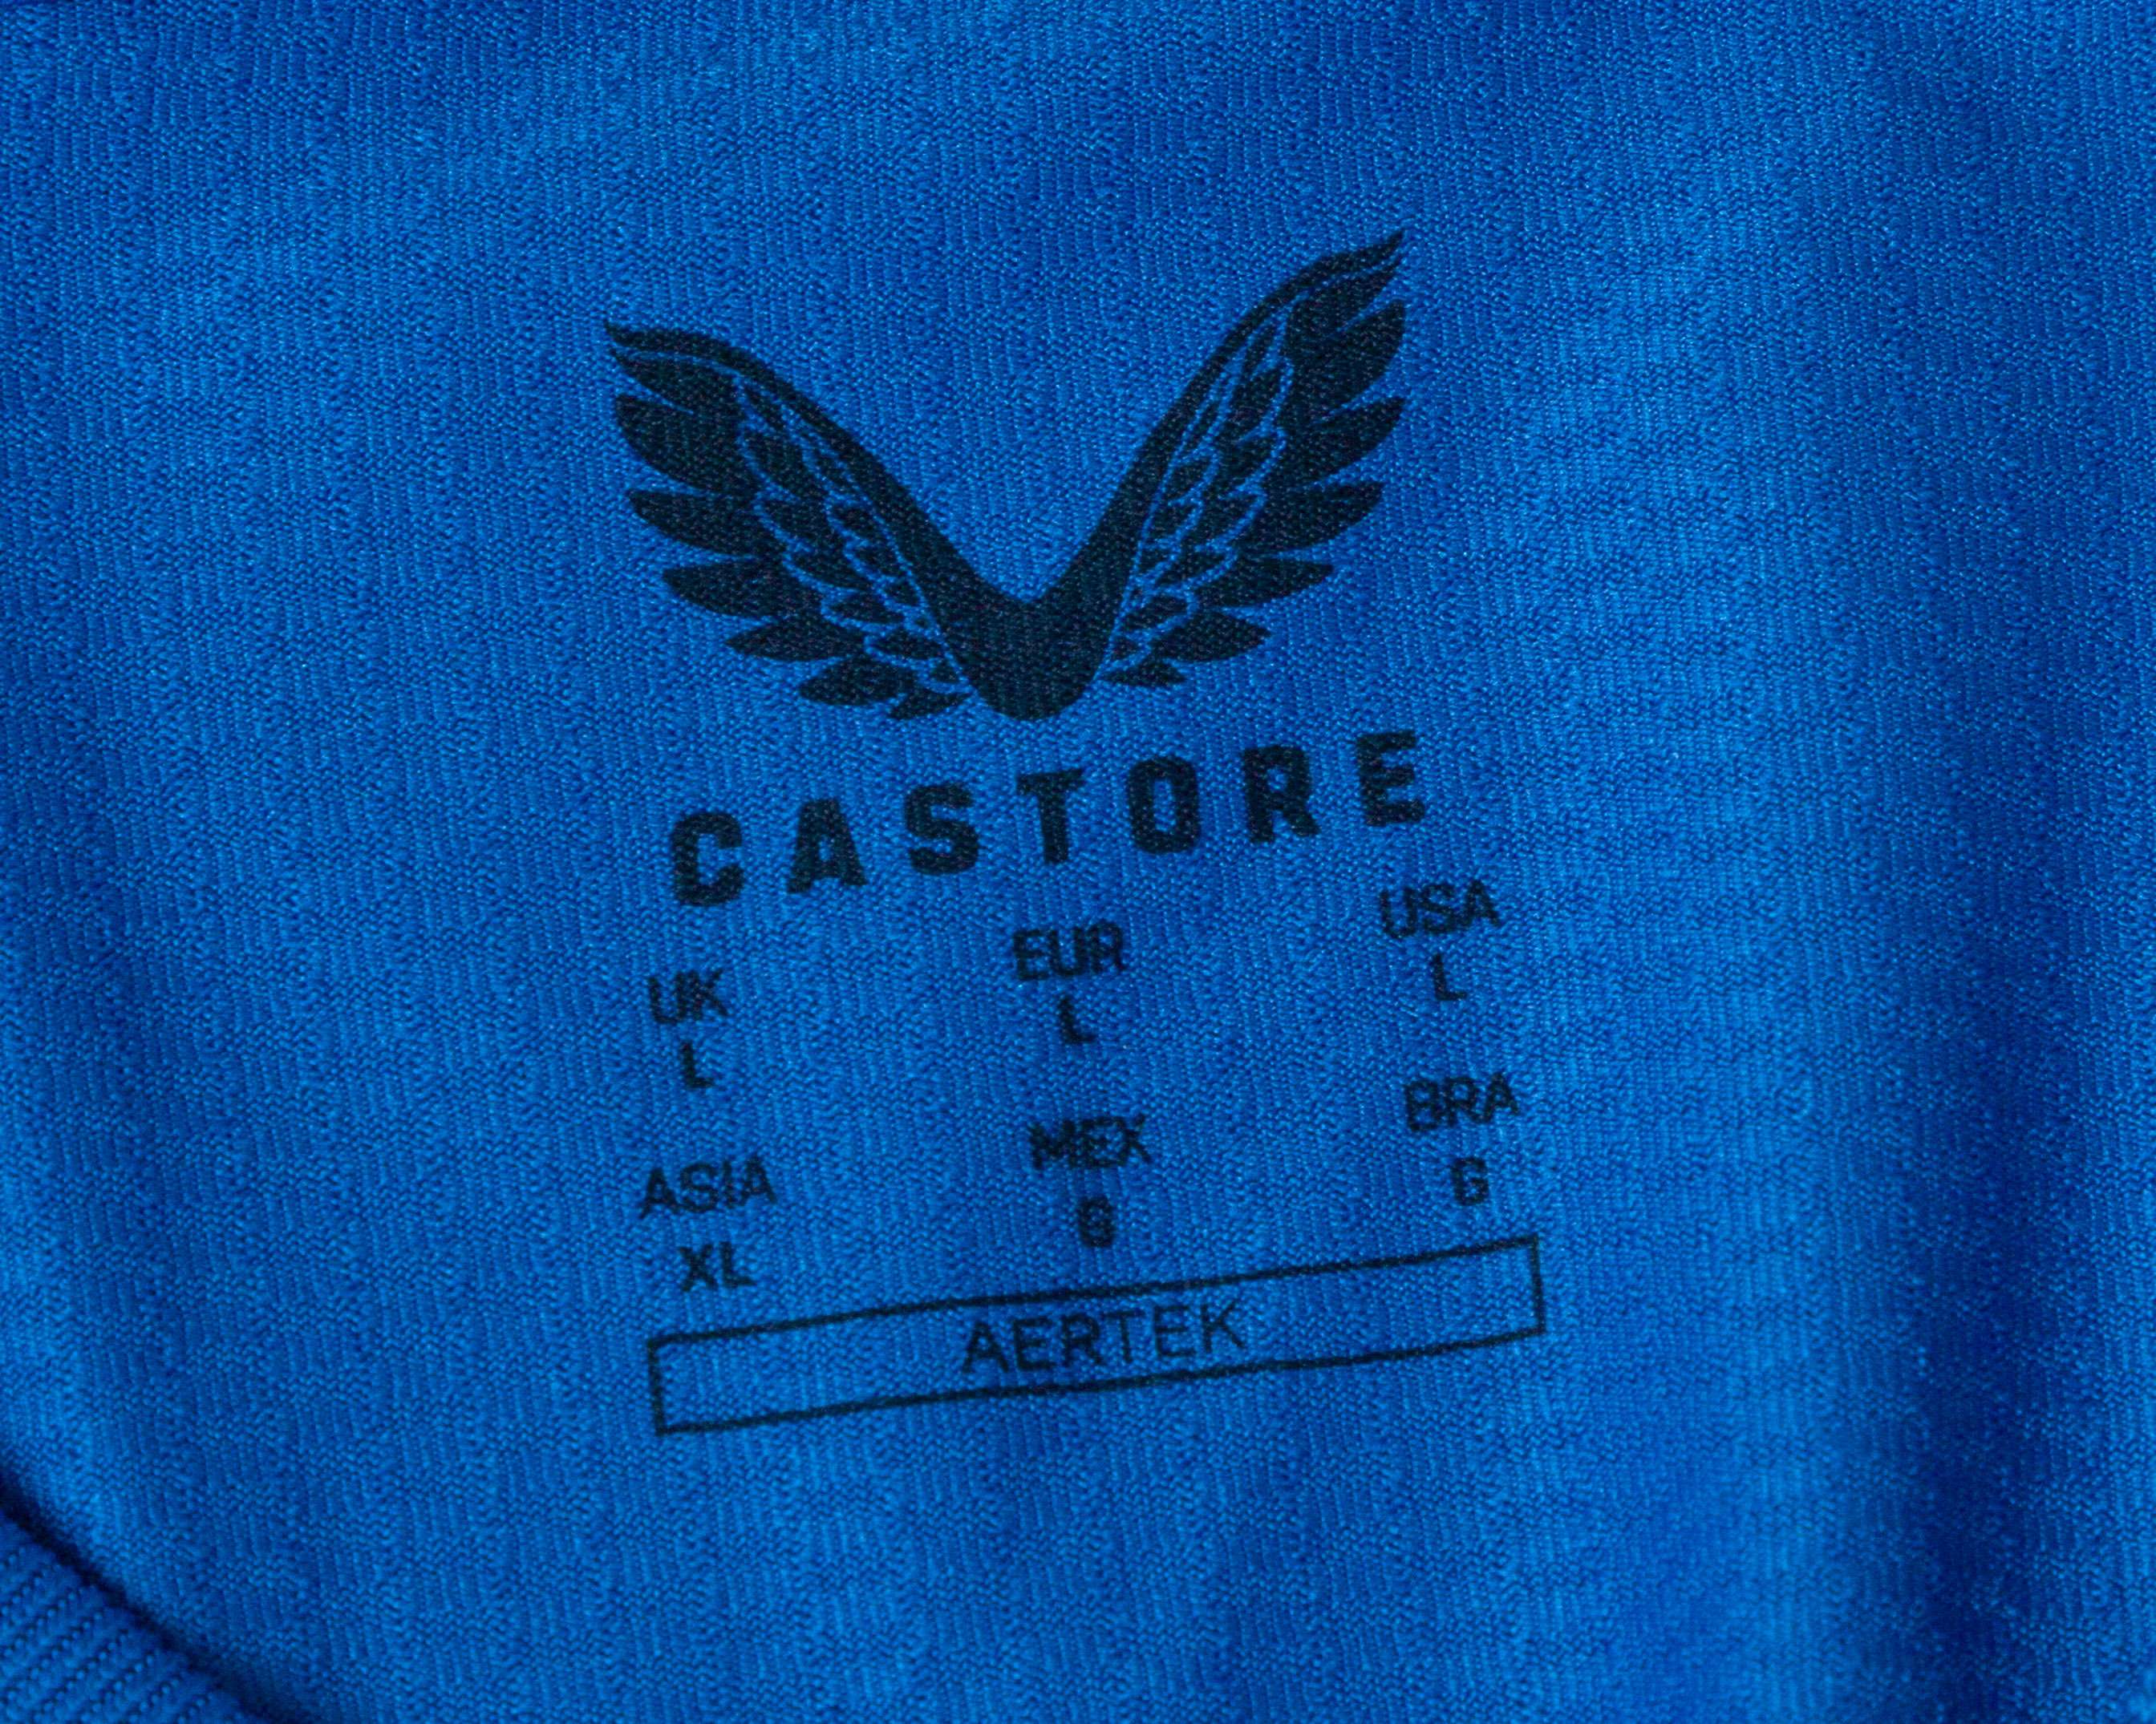 CASTORE
UK EUR USA
L L L
ASIA MEX BRA
XL G G
AERTEK